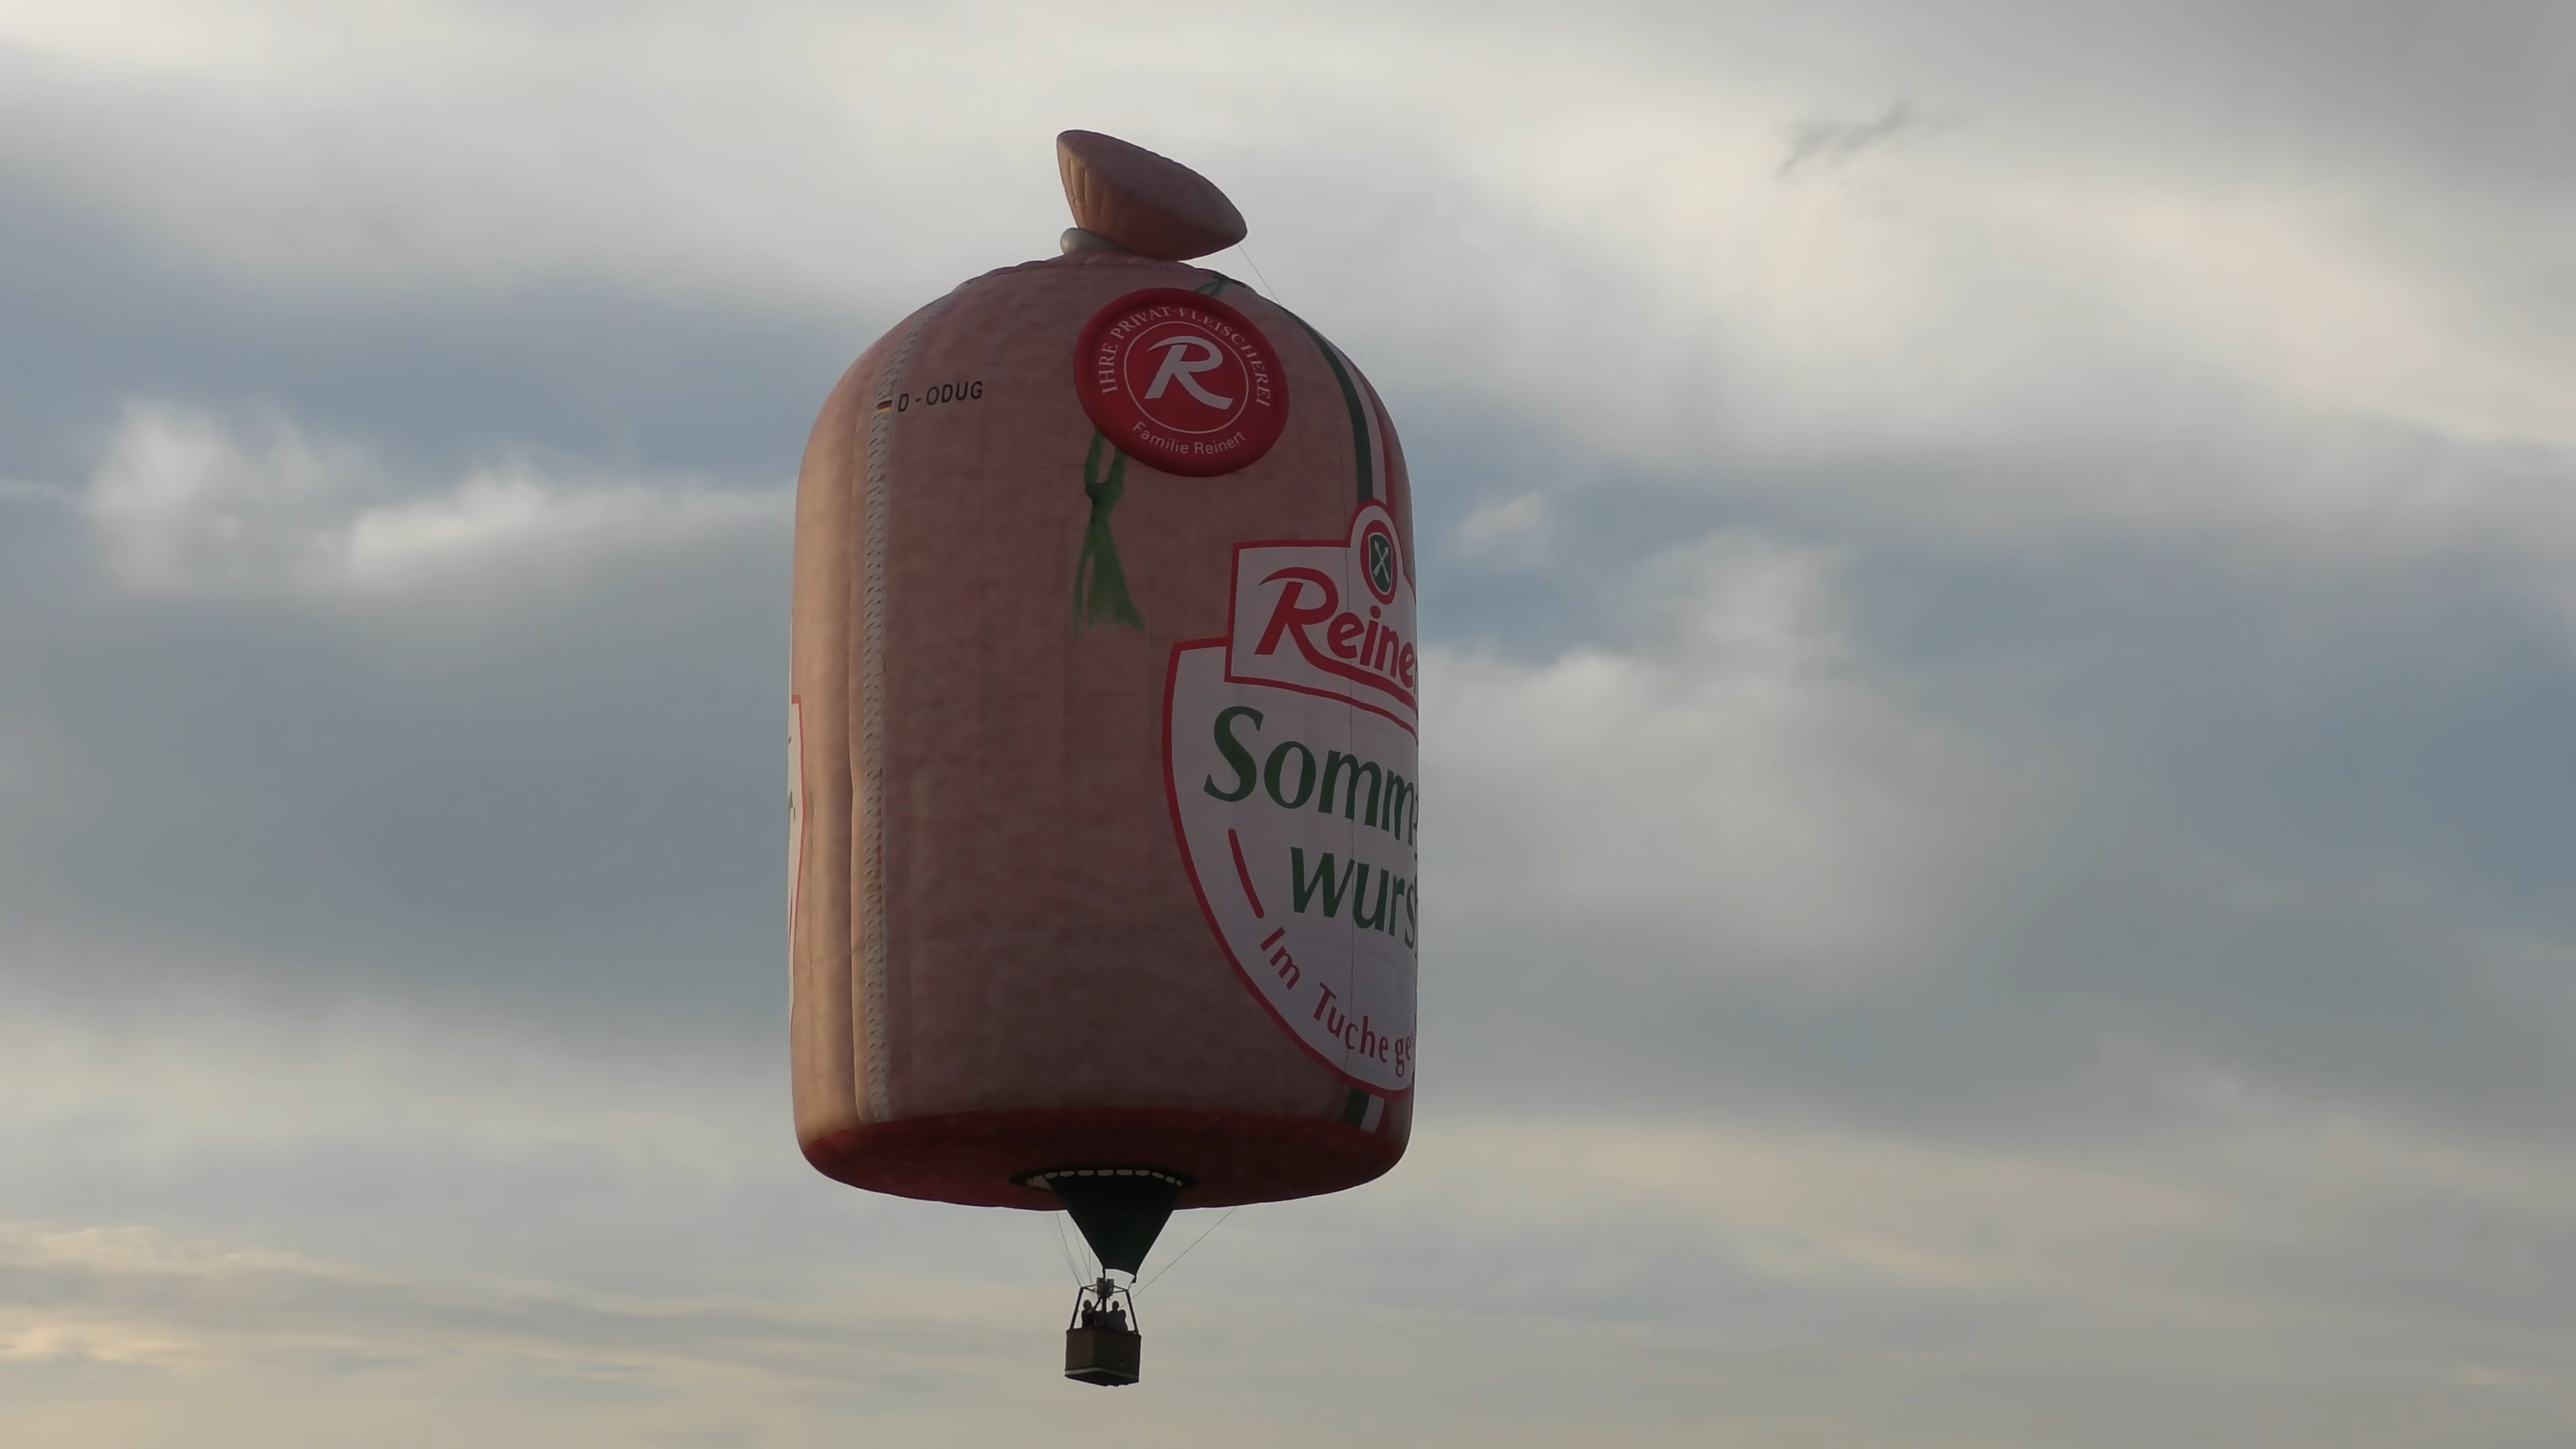 IHRE PRIVAT-FLEISCHEREI
R
Familie Reinert
D-ODUG
Reine
Somm
wurs
Im Tuche ge